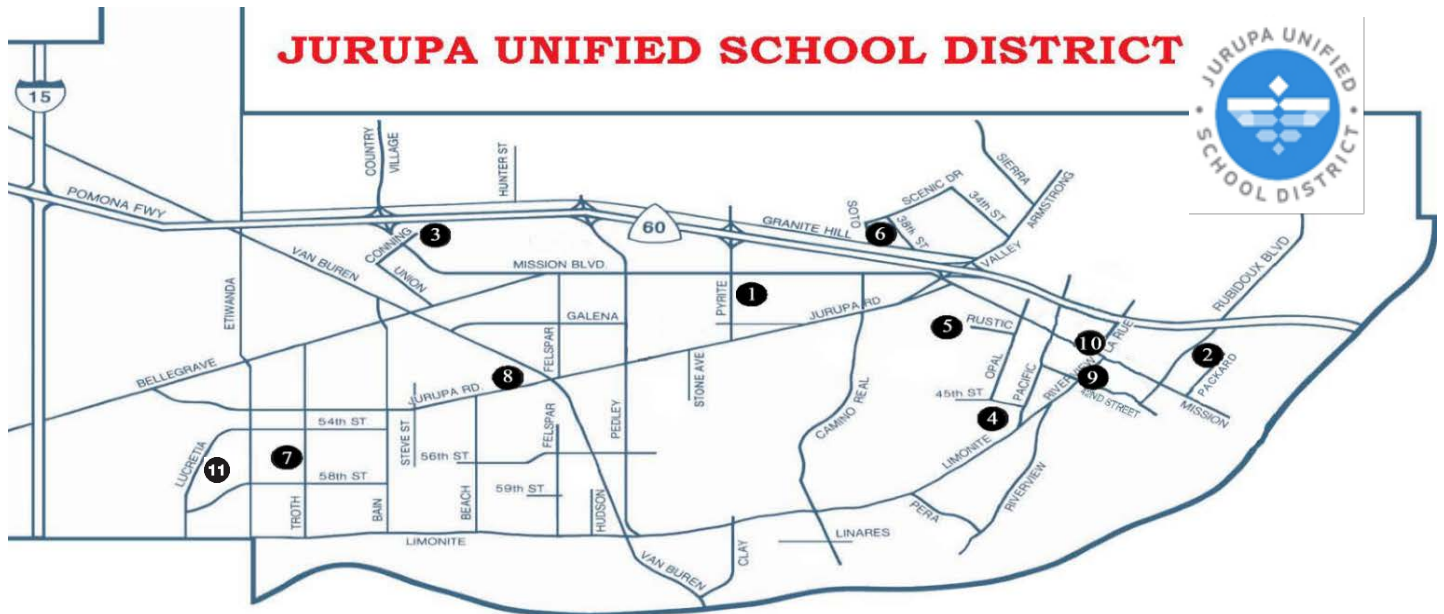 JURUPA UNIFIED SCHOOL DISTRICT
JURUPA UNIFIED
• SCHOOL DISTRICT •
15
POMONA FWY
COUNTRY
VILLAGE
HUNTER ST
60
GRANITE HILL
SOTO
SCENIC DR
34th ST
38th ST
SIERRA
ARMSTRONG
VALLEY
6
3
CONNING
UNION
VAN BUREN
ETIWANDA
MISSION BLVD.
PYRITE
1
JURUPA RD
GALENA
FELSPAR
RUBIDOUX BLVD
5
RUSTIC
OPAL
PACIFIC
10
LA RUE
RIVERVIEW
9
42ND STREET
2
PACKARD
MISSION
BELLEGRAVE
8
JURUPA RD.
STONE AVE
CAMINO REAL
45th ST
4
LIMONITE
54th ST
STEVE ST
FELSPAR
PEDLEY
LUCRETIA
11
7
56th ST
58th ST
59th ST
TROTH
BAIN
BEACH
HUDSON
LIMONITE
VAN BUREN
CLAY
LINARES
PERA
RIVERVIEW